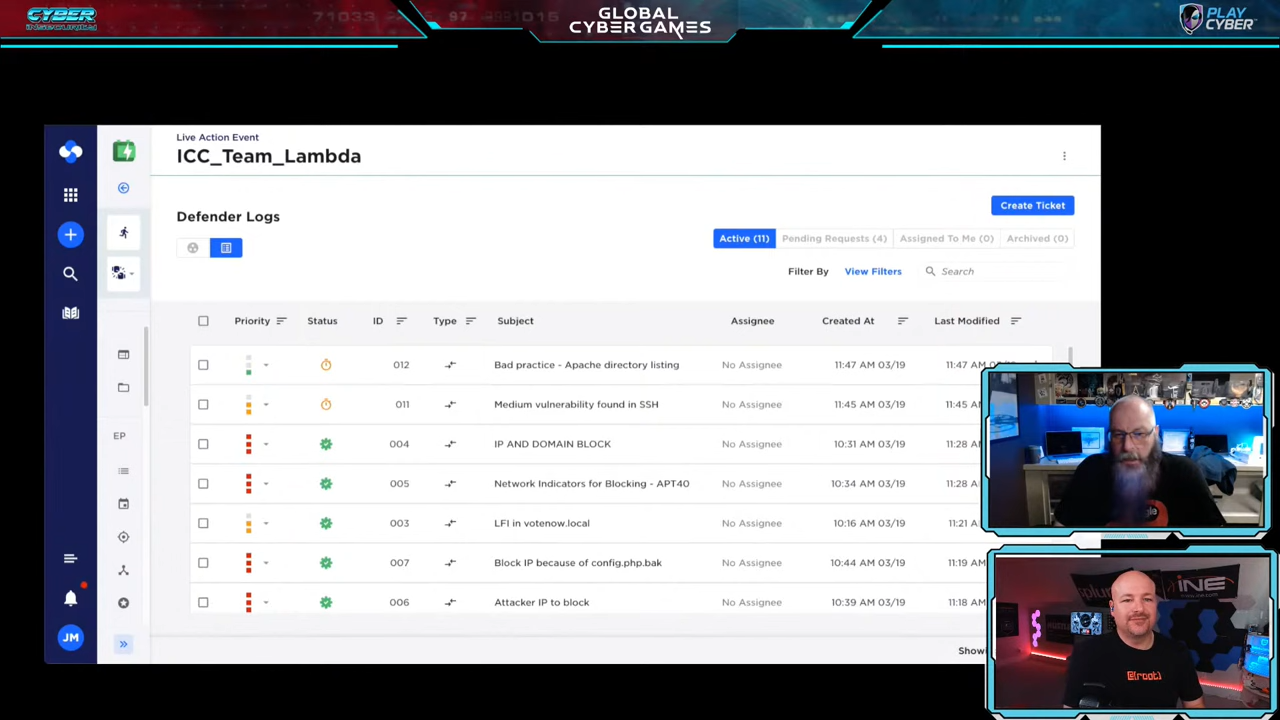 CYBER
INSECURITY
71033 97 4991015
GLOBAL
CYBERGAMES
PLAY
CYBER
Live Action Event
ICC_Team_Lambda
Defender Logs
Create Ticket
Active (11) Pending Requests (4) Assigned To Me (0) Archived (0)
Filter By View Filters Search
Priority Status ID Type Subject Assignee Created At Last Modified
012 Bad practice - Apache directory listing No Assignee 11:47 AM 03/19 11:47 AM 03/19
011 Medium vulnerability found in SSH No Assignee 11:45 AM 03/19 11:45 AM
004 IP AND DOMAIN BLOCK No Assignee 10:31 AM 03/19 11:28 AM
005 Network Indicators for Blocking - APT40 No Assignee 10:34 AM 03/19 11:28 AM
003 LFI in votenow.local No Assignee 10:16 AM 03/19 11:21 AM
007 Block IP because of config.php.bak No Assignee 10:44 AM 03/19 11:19 AM
006 Attacker IP to block No Assignee 10:39 AM 03/19 11:18 AM
EP
JM
Showi
INE